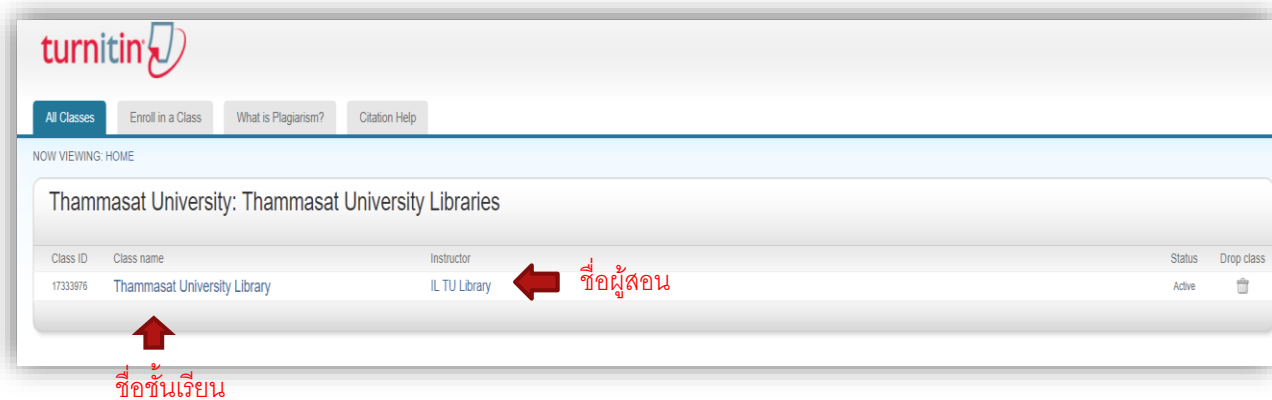 turnitin
All Classes Enroll in a Class What is Plagiarism? Citation Help
NOW VIEWING: HOME
Thammasat University: Thammasat University Libraries
Class ID Class name Instructor Status Drop class
17333976 Thammasat University Library IL TU Library ชื่อผู้สอน Active
ชื่อชั้นเรียน